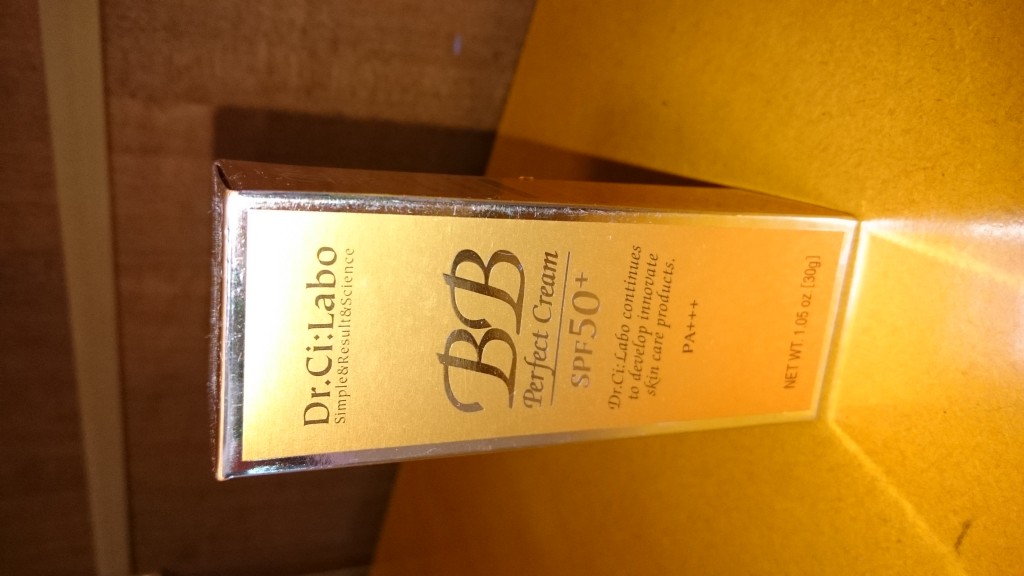 Dr.Ci:Labo
Simple&Result&Science
BB
Perfect Cream
SPF50+
Dr.Ci:Labo continues
to develop innovate
skin care products.
PA+++
NET WT. 1.05 oz [30g]